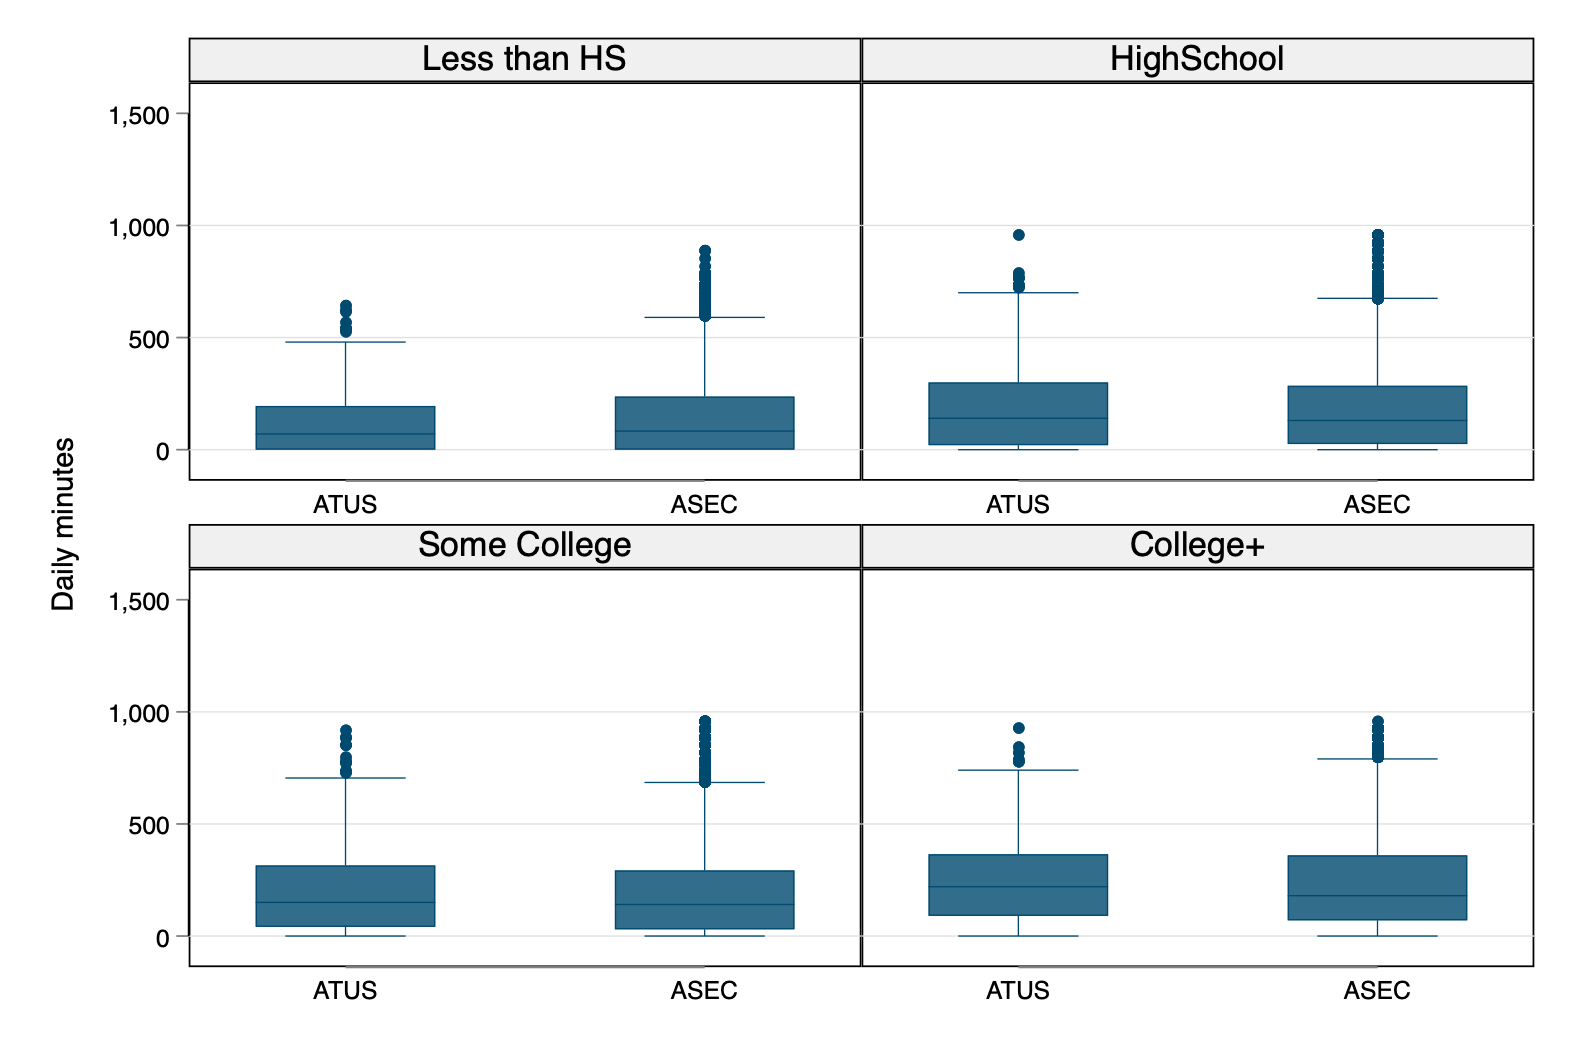 Less than HS
HighSchool
1,500
1,000
500
0
ATUS
ASEC
ATUS
ASEC
Daily minutes
Some College
College+
1,500
1,000
500
0
ATUS
ASEC
ATUS
ASEC